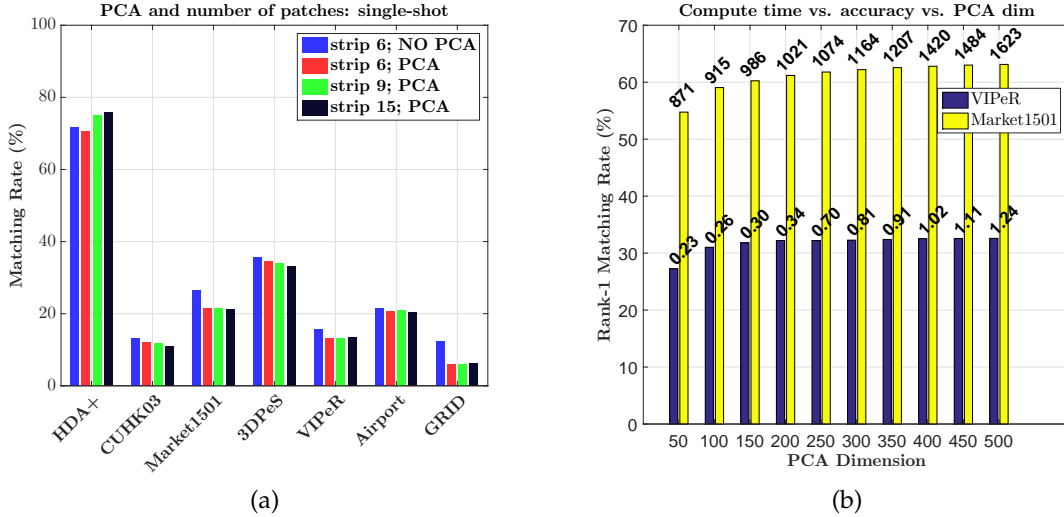 PCA and number of patches: single-shot
100
80
60
40
20
0
Matching Rate (%)
strip 6; NO PCA
strip 6; PCA
strip 9; PCA
strip 15; PCA
HDA+
CUHK03
Market1501
3DPeS
VIPeR
Airport
GRID
(a)
Compute time vs. accuracy vs. PCA dim
70
60
50
40
30
20
10
0
Rank-1 Matching Rate (%)
871
915
986
1021
1074
1164
1207
1420
1484
1623
VIPeR
Market1501
0.23
0.26
0.30
0.34
0.70
0.81
0.91
1.02
1.11
1.24
50 100 150 200 250 300 350 400 450 500
PCA Dimension
(b)